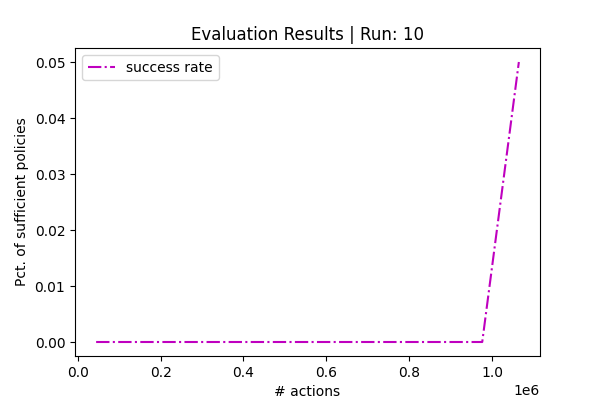 Evaluation Results | Run: 10
success rate
Pct. of sufficient policies
0.05
0.04
0.03
0.02
0.01
0.00
0.0 0.2 0.4 0.6 0.8 1.0
1e6
# actions